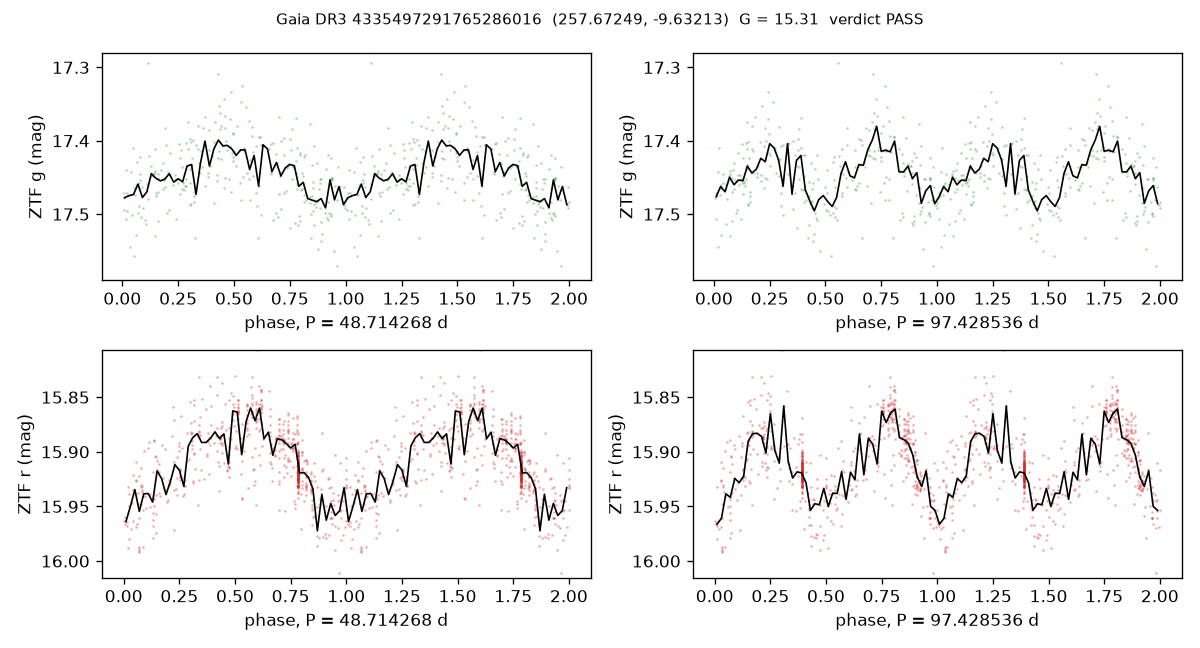 Gaia DR3 4335497291765286016  (257.67249, -9.63213)  G = 15.31  verdict PASS
ZTF g (mag)
17.3
17.4
17.5
0.00 0.25 0.50 0.75 1.00 1.25 1.50 1.75 2.00
phase, P = 48.714268 d
ZTF g (mag)
17.3
17.4
17.5
0.00 0.25 0.50 0.75 1.00 1.25 1.50 1.75 2.00
phase, P = 97.428536 d
ZTF r (mag)
15.85
15.90
15.95
16.00
0.00 0.25 0.50 0.75 1.00 1.25 1.50 1.75 2.00
phase, P = 48.714268 d
ZTF r (mag)
15.85
15.90
15.95
16.00
0.00 0.25 0.50 0.75 1.00 1.25 1.50 1.75 2.00
phase, P = 97.428536 d